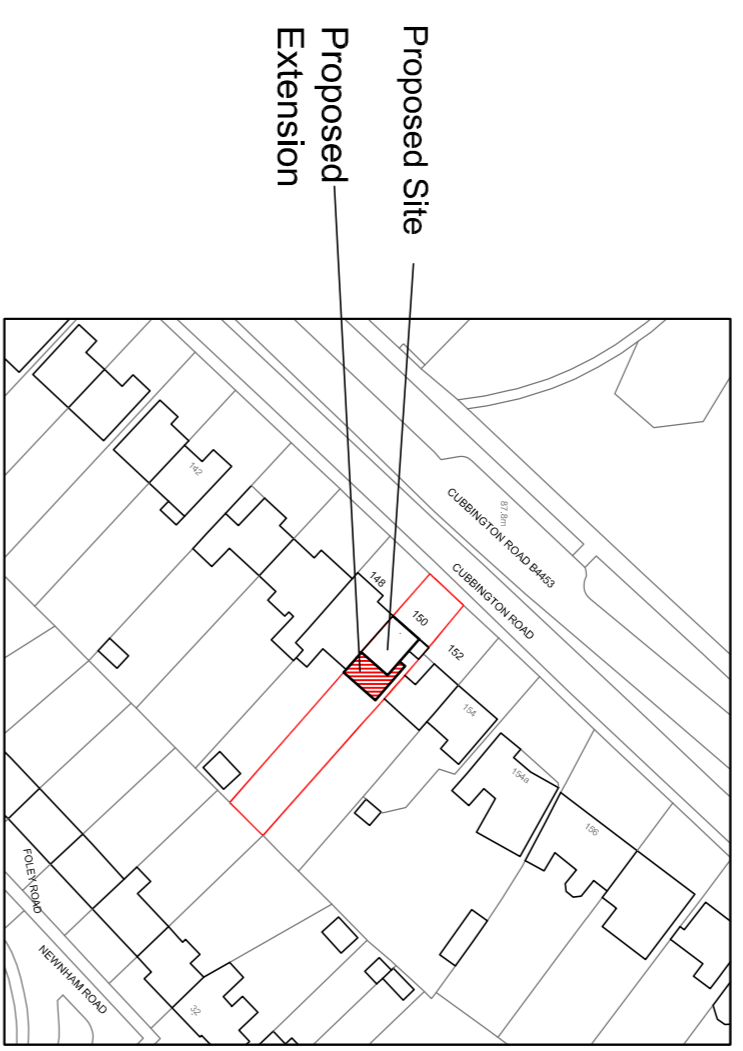 Proposed Site
Proposed
Extension
87.8m
CUBBINGTON ROAD B4453
CUBBINGTON ROAD
142
148
150
152
154
154a
156
FOLEY ROAD
NEWNHAM ROAD
32